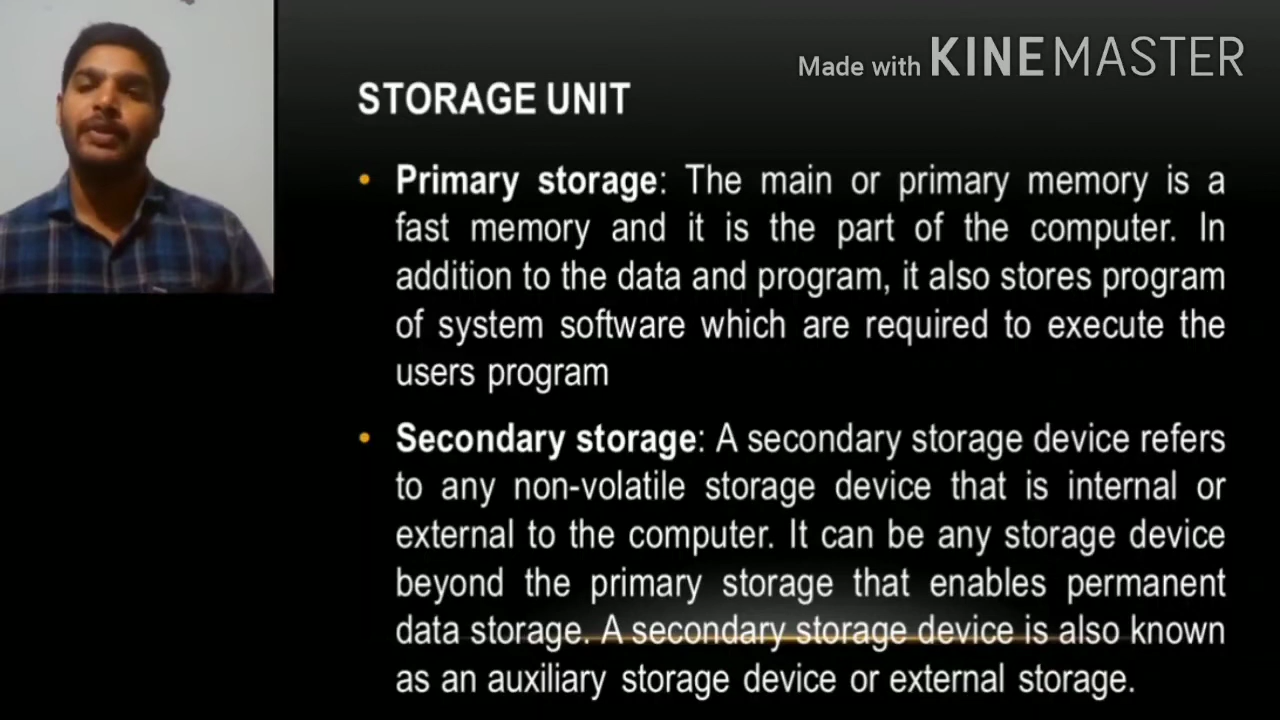 Made with KINEMASTER
STORAGE UNIT
• Primary storage: The main or primary memory is a
fast memory and it is the part of the computer. In
addition to the data and program, it also stores program
of system software which are required to execute the
users program
• Secondary storage: A secondary storage device refers
to any non-volatile storage device that is internal or
external to the computer. It can be any storage device
beyond the primary storage that enables permanent
data storage. A secondary storage device is also known
as an auxiliary storage device or external storage.